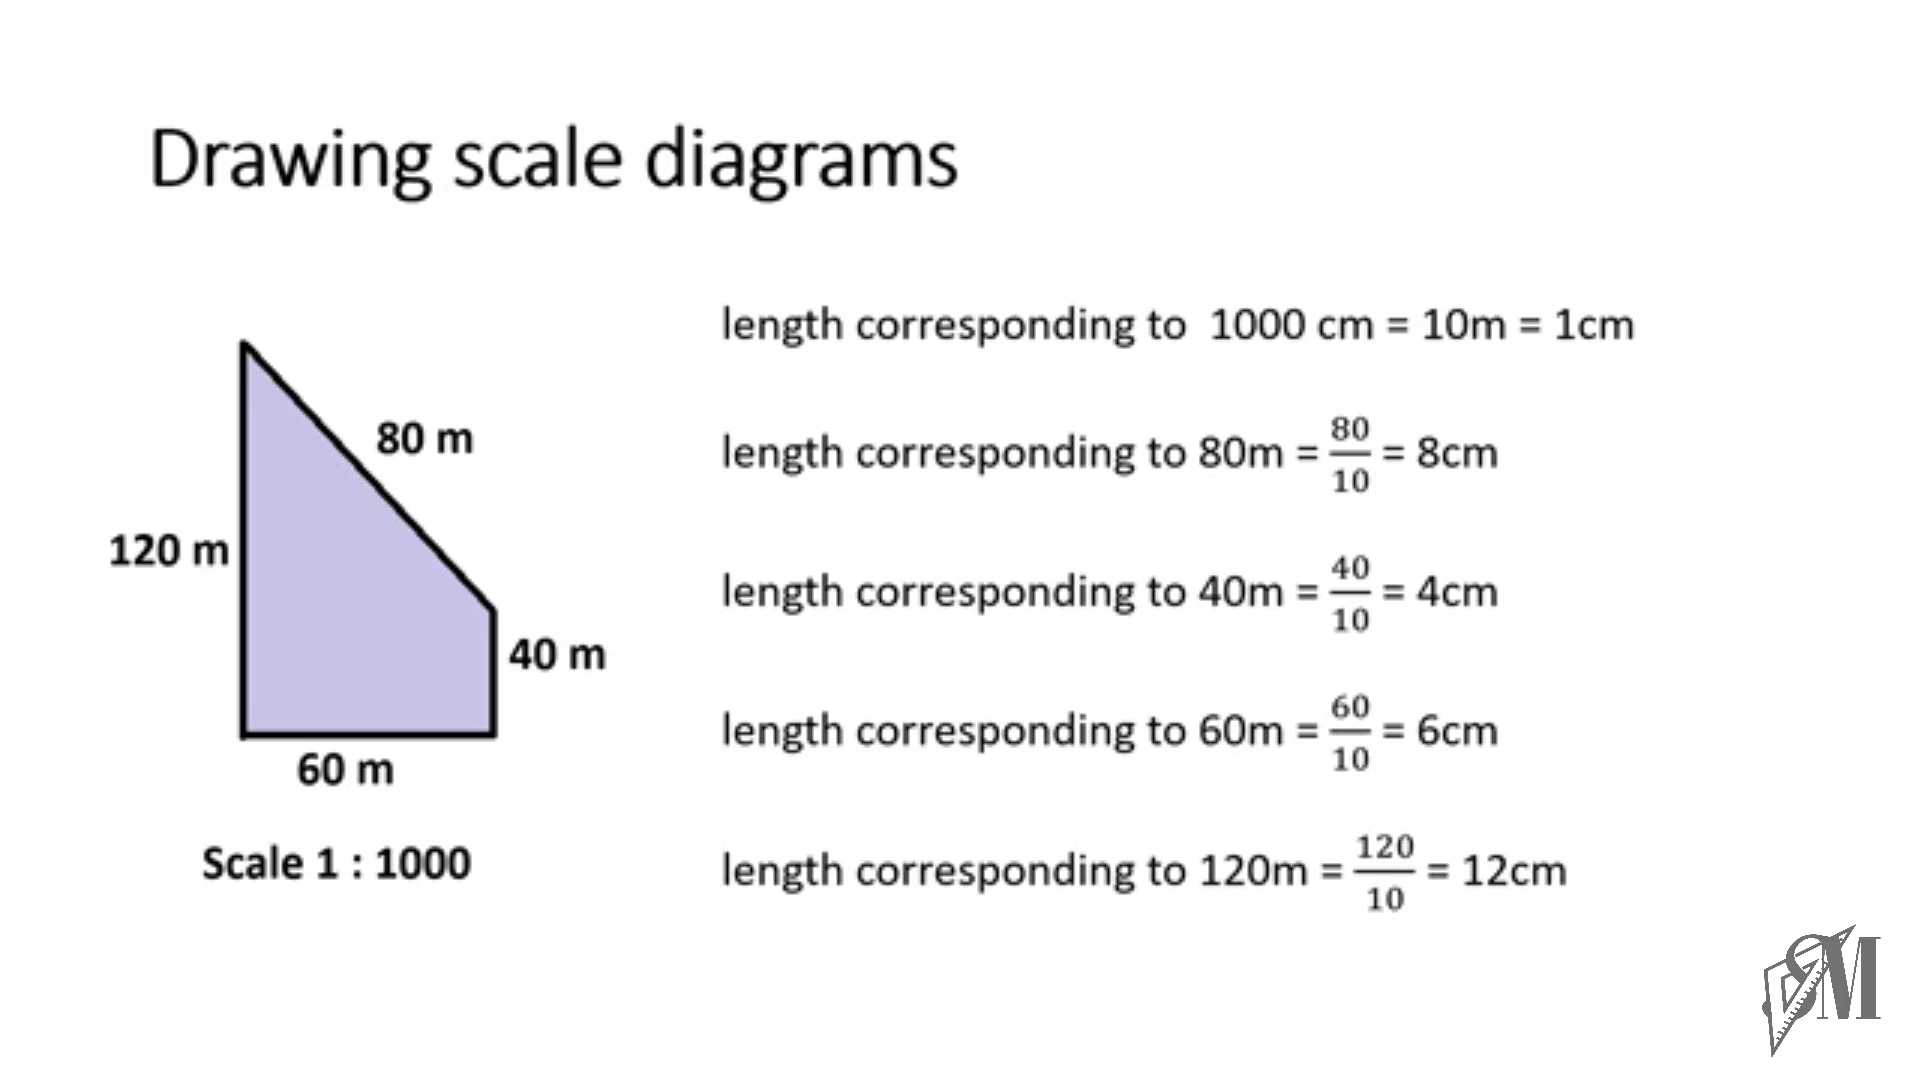 Drawing scale diagrams
80 m
120 m
40 m
60 m
Scale 1 : 1000
length corresponding to 1000 cm = 10m = 1cm
length corresponding to 80m = 80/10 = 8cm
length corresponding to 40m = 40/10 = 4cm
length corresponding to 60m = 60/10 = 6cm
length corresponding to 120m = 120/10 = 12cm
SM